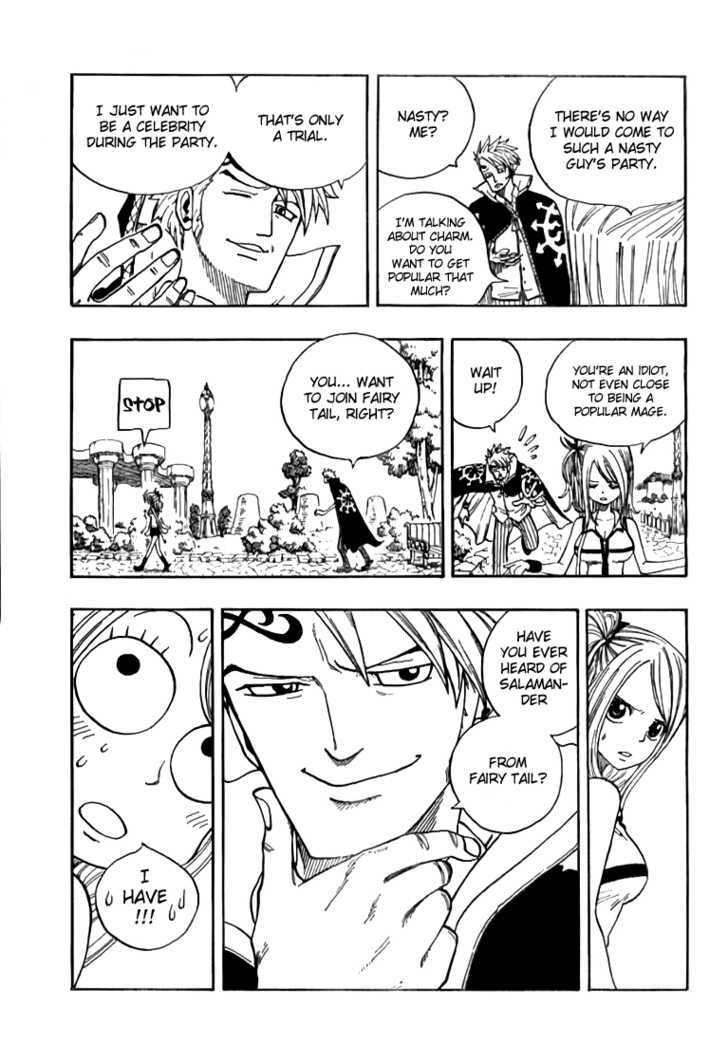 THERE'S NO WAY
I WOULD COME TO
SUCH A NASTY
GUY'S PARTY.
NASTY?
ME?
I'M TALKING
ABOUT CHARM.
DO YOU
WANT TO GET
POPULAR THAT
MUCH?
THAT'S ONLY
A TRIAL.
I JUST WANT TO
BE A CELEBRITY
DURING THE PARTY.
YOU'RE AN IDIOT,
NOT EVEN CLOSE
TO BEING A
POPULAR MAGE.
WAIT
UP!
YOU... WANT
TO JOIN FAIRY
TAIL, RIGHT?
STOP
HAVE
YOU EVER
HEARD OF
SALAMAN-
DER
FROM
FAIRY TAIL?
I
HAVE
!!!